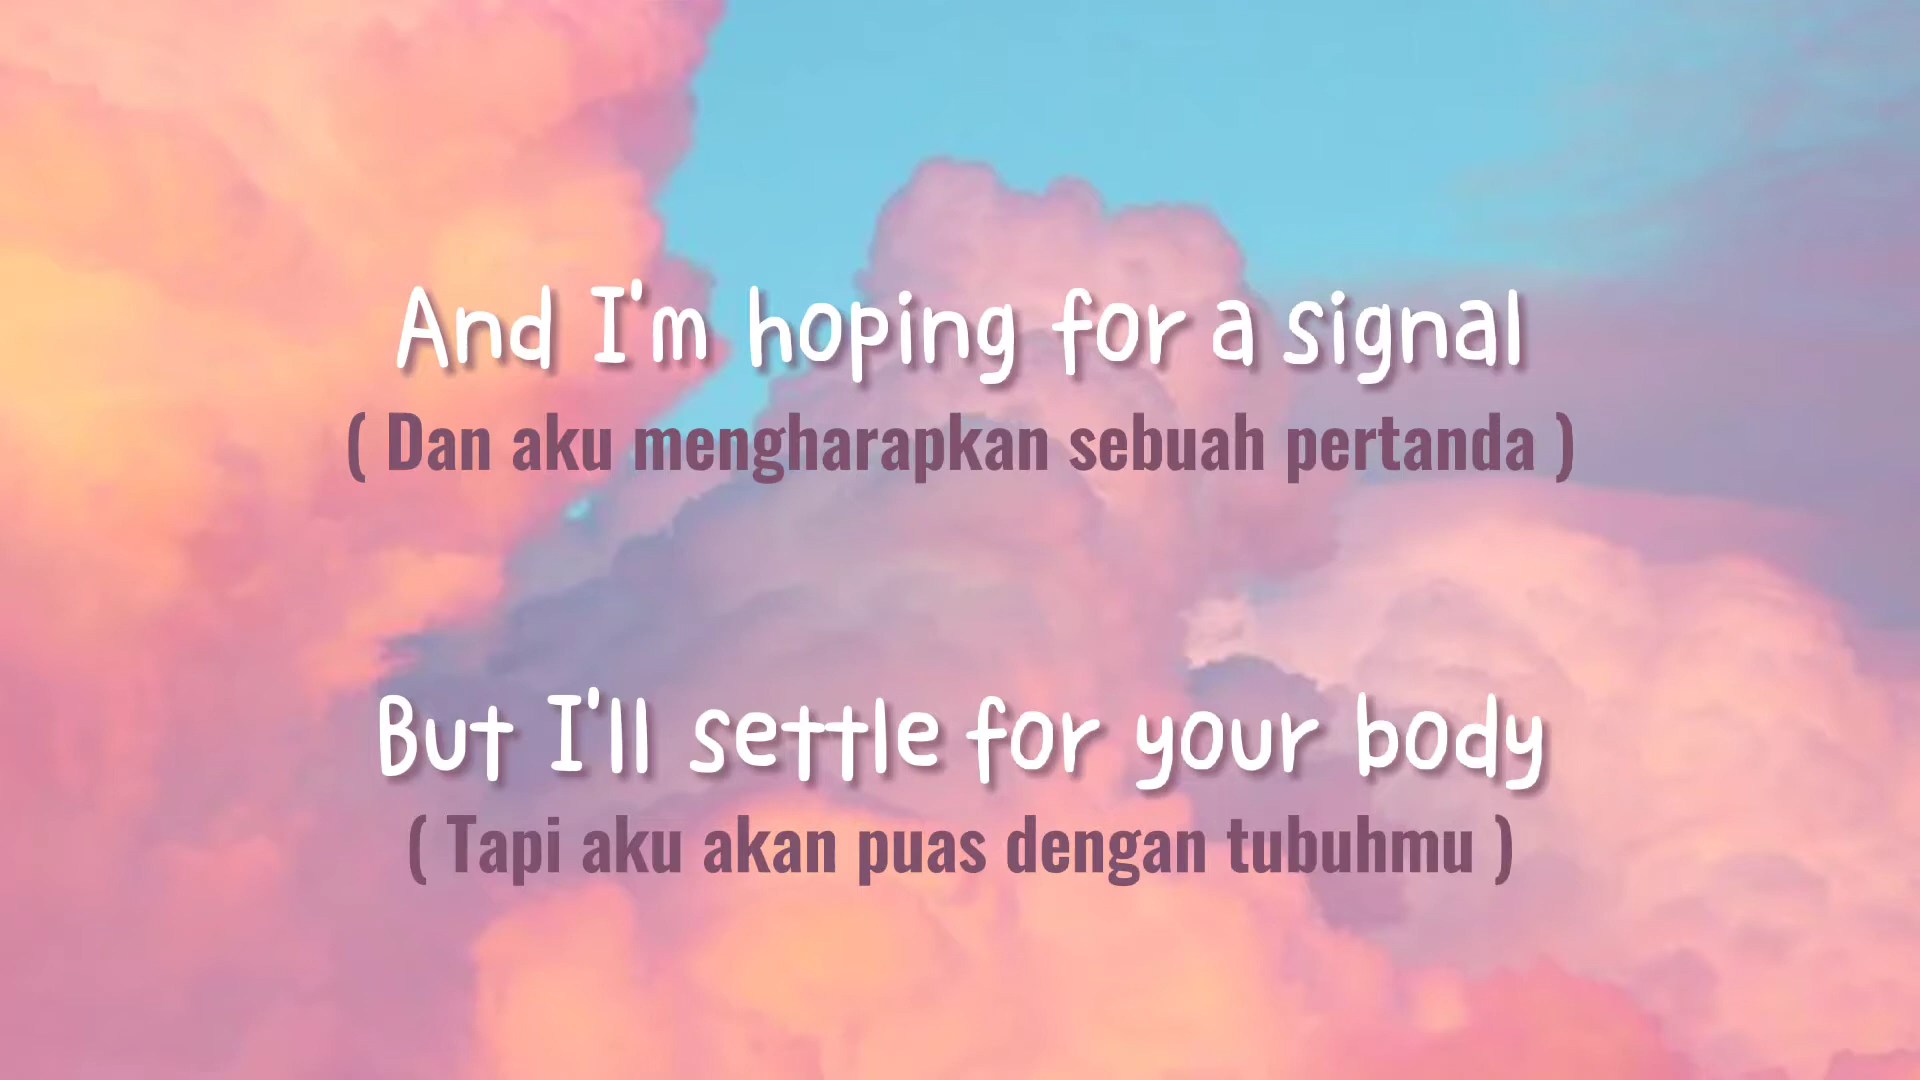 And I'm hoping for a signal
( Dan aku mengharapkan sebuah pertanda )
But I'll settle for your body
( Tapi aku akan puas dengan tubuhmu )